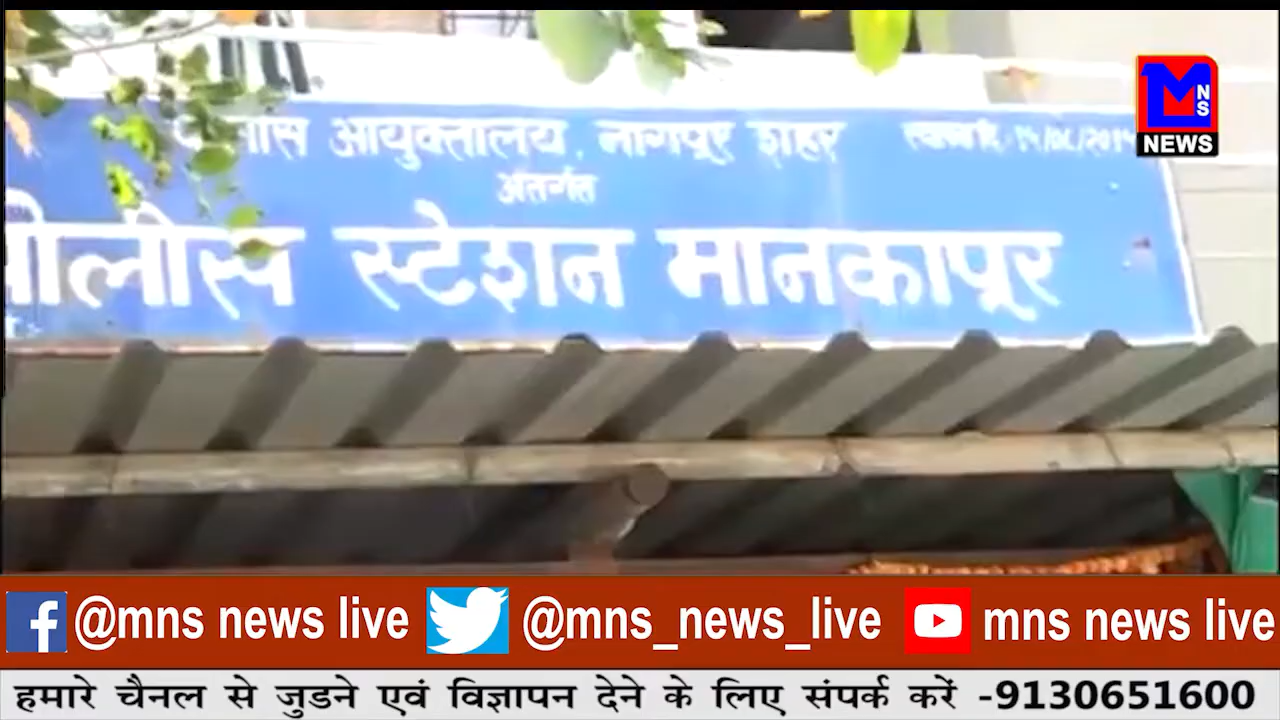 आयुक्तालय, नागपूर शहर
अंतर्गत
पोलीस स्टेशन मानकापूर
MNS
NEWS
@mns news live @mns_news_live mns news live
हमारे चैनल से जुडने एवं विज्ञापन देने के लिए संपर्क करें -9130651600